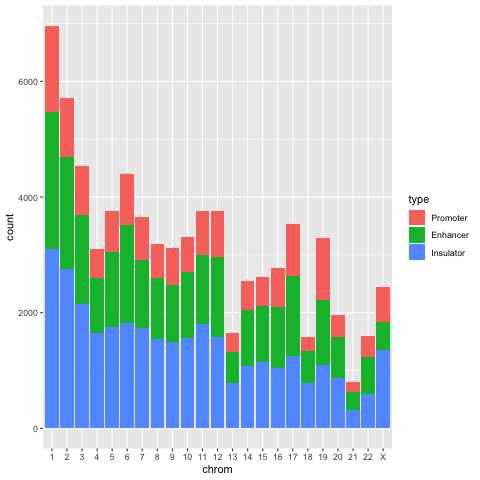 6000
4000
2000
0
count
1 2 3 4 5 6 7 8 9 10 11 12 13 14 15 16 17 18 19 20 21 22 X
chrom
type
Promoter
Enhancer
Insulator